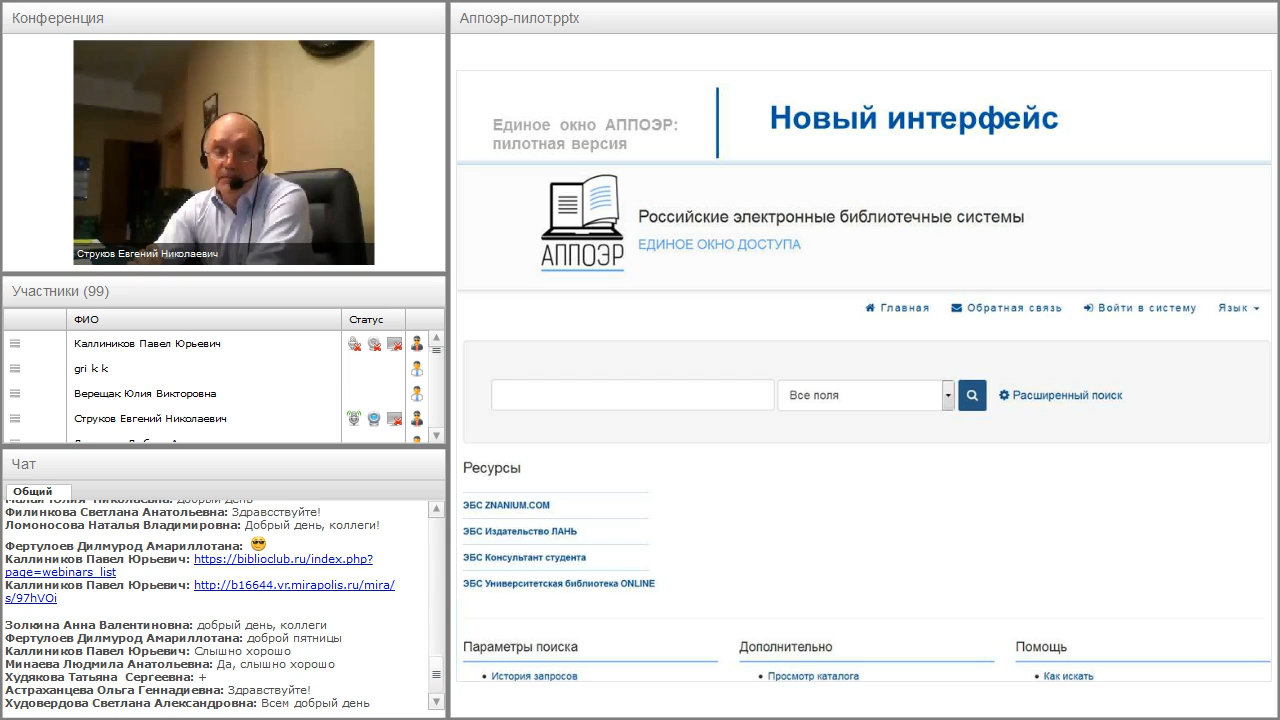 Конференция
Струков Евгений Николаевич
Участники (99)
ФИО
Статус
Каллиников Павел Юрьевич
gri k k
Верещак Юлия Викторовна
Струков Евгений Николаевич
Чат
Общий
Малай Юлия Николаевна: Добрый день
Филинкова Светлана Анатольевна: Здравсствуйте!
Ломоносова Наталья Владимировна: Добрый день, коллеги!
Фертулоев Дилмурод Амариллотана:
Каллиников Павел Юрьевич: https://biblioclub.ru/index.php?
page=webinars_list
Каллиников Павел Юрьевич: http://b16644.vr.mirapolis.ru/mira/
s/97hVOi
Золкина Анна Валентиновна: добрый день, коллеги
Фертулоев Дилмурод Амариллотана: доброй пятницы
Каллиников Павел Юрьевич: Слышно хорошо
Минаева Людмила Анатольевна: Да, слышно хорошо
Худякова Татьяна Сергеевна: +
Астраханцева Ольга Геннадиевна: Здравствуйте!
Худовердова Светлана Александровна: Всем добрый день
Аппоэр-пилот.pptx
Единое окно АППОЭР:
пилотная версия
Новый интерфейс
АППОЭР
Российские электронные библиотечные системы
ЕДИНОЕ ОКНО ДОСТУПА
Главная
Обратная связь
Войти в систему
Язык
Все поля
Расширенный поиск
Ресурсы
ЭБС ZNANIUM.COM
ЭБС Издательство ЛАНЬ
ЭБС Консультант студента
ЭБС Университетская библиотека ONLINE
Параметры поиска
Дополнительно
Помощь
• История запросов
• Просмотр каталога
• Как искать